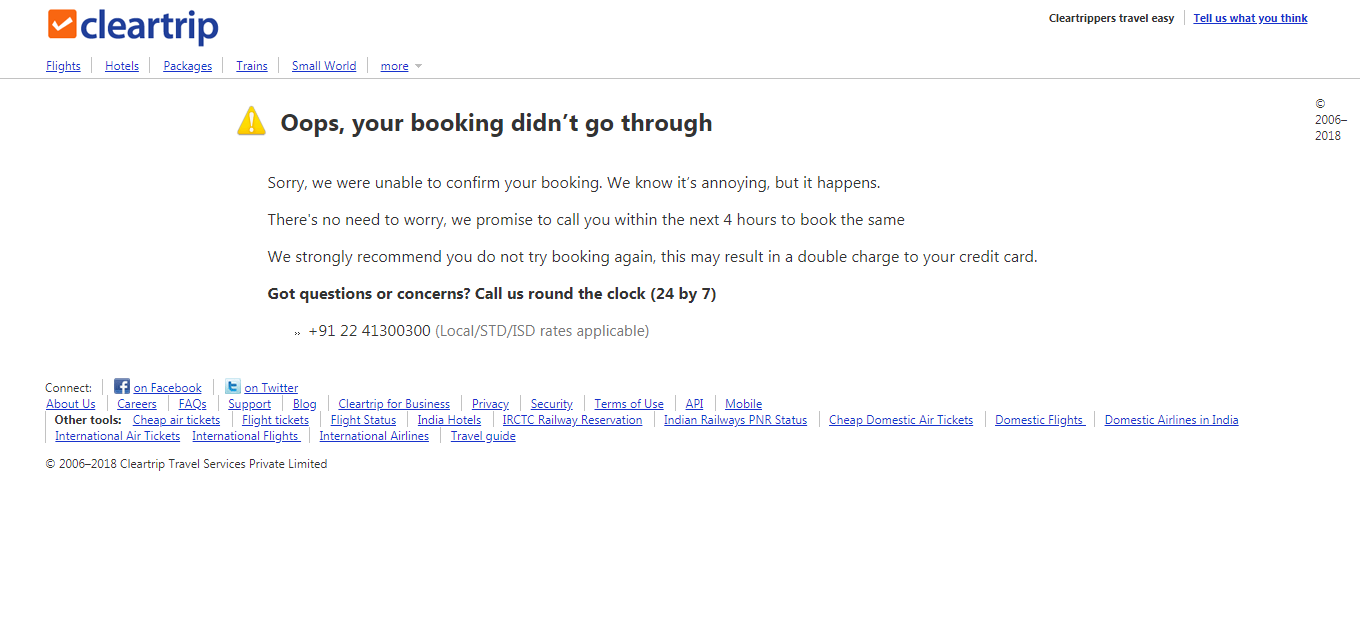 cleartrip
Cleartrippers travel easy Tell us what you think
Flights Hotels Packages Trains Small World more
Oops, your booking didn’t go through
©
2006–
2018
Sorry, we were unable to confirm your booking. We know it’s annoying, but it happens.
There's no need to worry, we promise to call you within the next 4 hours to book the same
We strongly recommend you do not try booking again, this may result in a double charge to your credit card.
Got questions or concerns? Call us round the clock (24 by 7)
» +91 22 41300300 (Local/STD/ISD rates applicable)
Connect: on Facebook on Twitter
About Us Careers FAQs Support Blog Cleartrip for Business Privacy Security Terms of Use API Mobile
Other tools: Cheap air tickets Flight tickets Flight Status India Hotels IRCTC Railway Reservation Indian Railways PNR Status Cheap Domestic Air Tickets Domestic Flights Domestic Airlines in India
International Air Tickets International Flights International Airlines Travel guide
© 2006–2018 Cleartrip Travel Services Private Limited